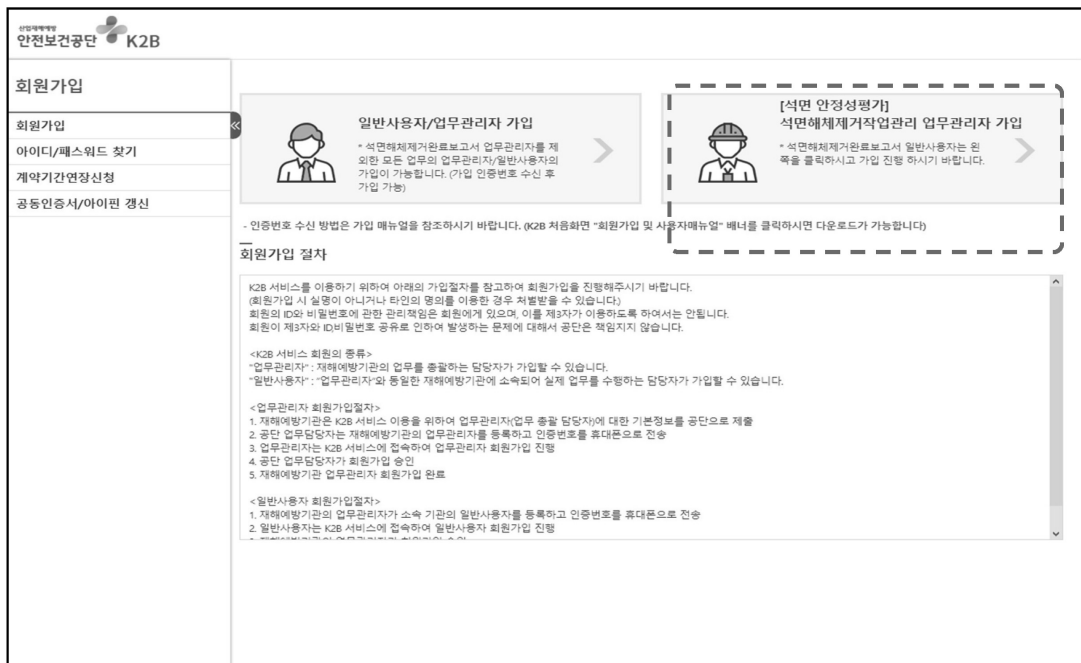 산업재해예방
안전보건공단 K2B
회원가입
회원가입
아이디/패스워드 찾기
계약기간연장신청
공동인증서/아이핀 갱신
일반사용자/업무관리자 가입
* 석면해체제거완료보고서 업무관리자를 제
외한 모든 업무의 업무관리자/일반사용자의
가입이 가능합니다. (가입 인증번호 수신 후
가입 가능)
[석면 안정성평가]
석면해체제거작업관리 업무관리자 가입
* 석면해체제거완료보고서 일반사용자는 왼
쪽을 클릭하시고 가입 진행 하시기 바랍니다.
- 인증번호 수신 방법은 가입 매뉴얼을 참조하시기 바랍니다. (K2B 처음화면 "회원가입 및 사용자매뉴얼" 배너를 클릭하시면 다운로드가 가능합니다)
회원가입 절차
K2B 서비스를 이용하기 위하여 아래의 가입절차를 참고하여 회원가입을 진행해주시기 바랍니다.
(회원가입 시 실명이 아니거나 타인의 명의를 이용한 경우 처벌받을 수 있습니다.)
회원의 ID와 비밀번호에 관한 관리책임은 회원에게 있으며, 이를 제3자가 이용하도록 하여서는 안됩니다.
회원이 제3자와 ID,비밀번호 공유로 인하여 발생하는 문제에 대해서 공단은 책임지지 않습니다.
<K2B 서비스 회원의 종류>
"업무관리자" : 재해예방기관의 업무를 총괄하는 담당자가 가입할 수 있습니다.
"일반사용자" : "업무관리자"와 동일한 재해예방기관에 소속되어 실제 업무를 수행하는 담당자가 가입할 수 있습니다.
<업무관리자 회원가입절차>
1. 재해예방기관은 K2B 서비스 이용을 위하여 업무관리자(업무 총괄 담당자)에 대한 기본정보를 공단으로 제출
2. 공단 업무담당자는 재해예방기관의 업무관리자를 등록하고 인증번호를 휴대폰으로 전송
3. 업무관리자는 K2B 서비스에 접속하여 업무관리자 회원가입 진행
4. 공단 업무담당자가 회원가입 승인
5. 재해예방기관 업무관리자 회원가입 완료
<일반사용자 회원가입절차>
1. 재해예방기관의 업무관리자가 소속 기관의 일반사용자를 등록하고 인증번호를 휴대폰으로 전송
2. 일반사용자는 K2B 서비스에 접속하여 일반사용자 회원가입 진행